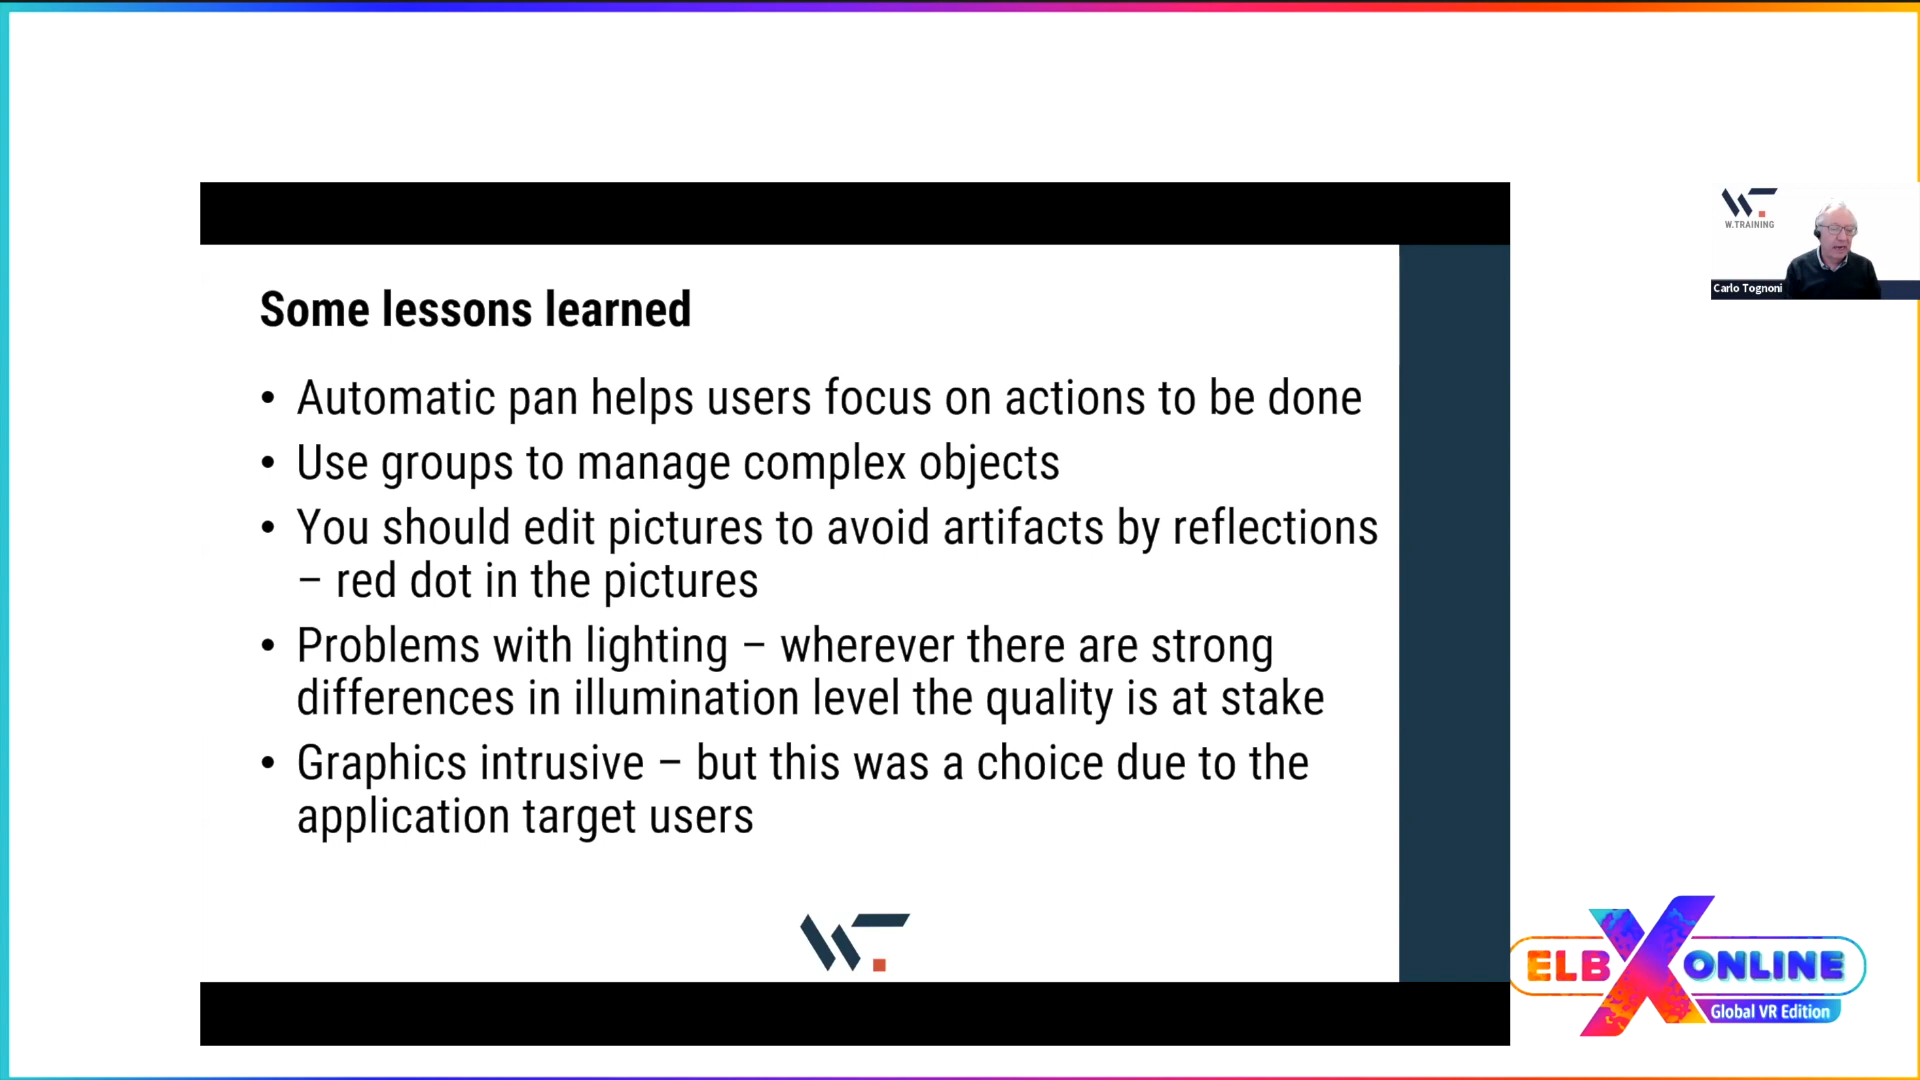 Some lessons learned
• Automatic pan helps users focus on actions to be done
• Use groups to manage complex objects
• You should edit pictures to avoid artifacts by reflections
– red dot in the pictures
• Problems with lighting – wherever there are strong
differences in illumination level the quality is at stake
• Graphics intrusive – but this was a choice due to the
application target users
W.TRAINING
Carlo Tognoni
ELB X ONLINE
Global VR Edition